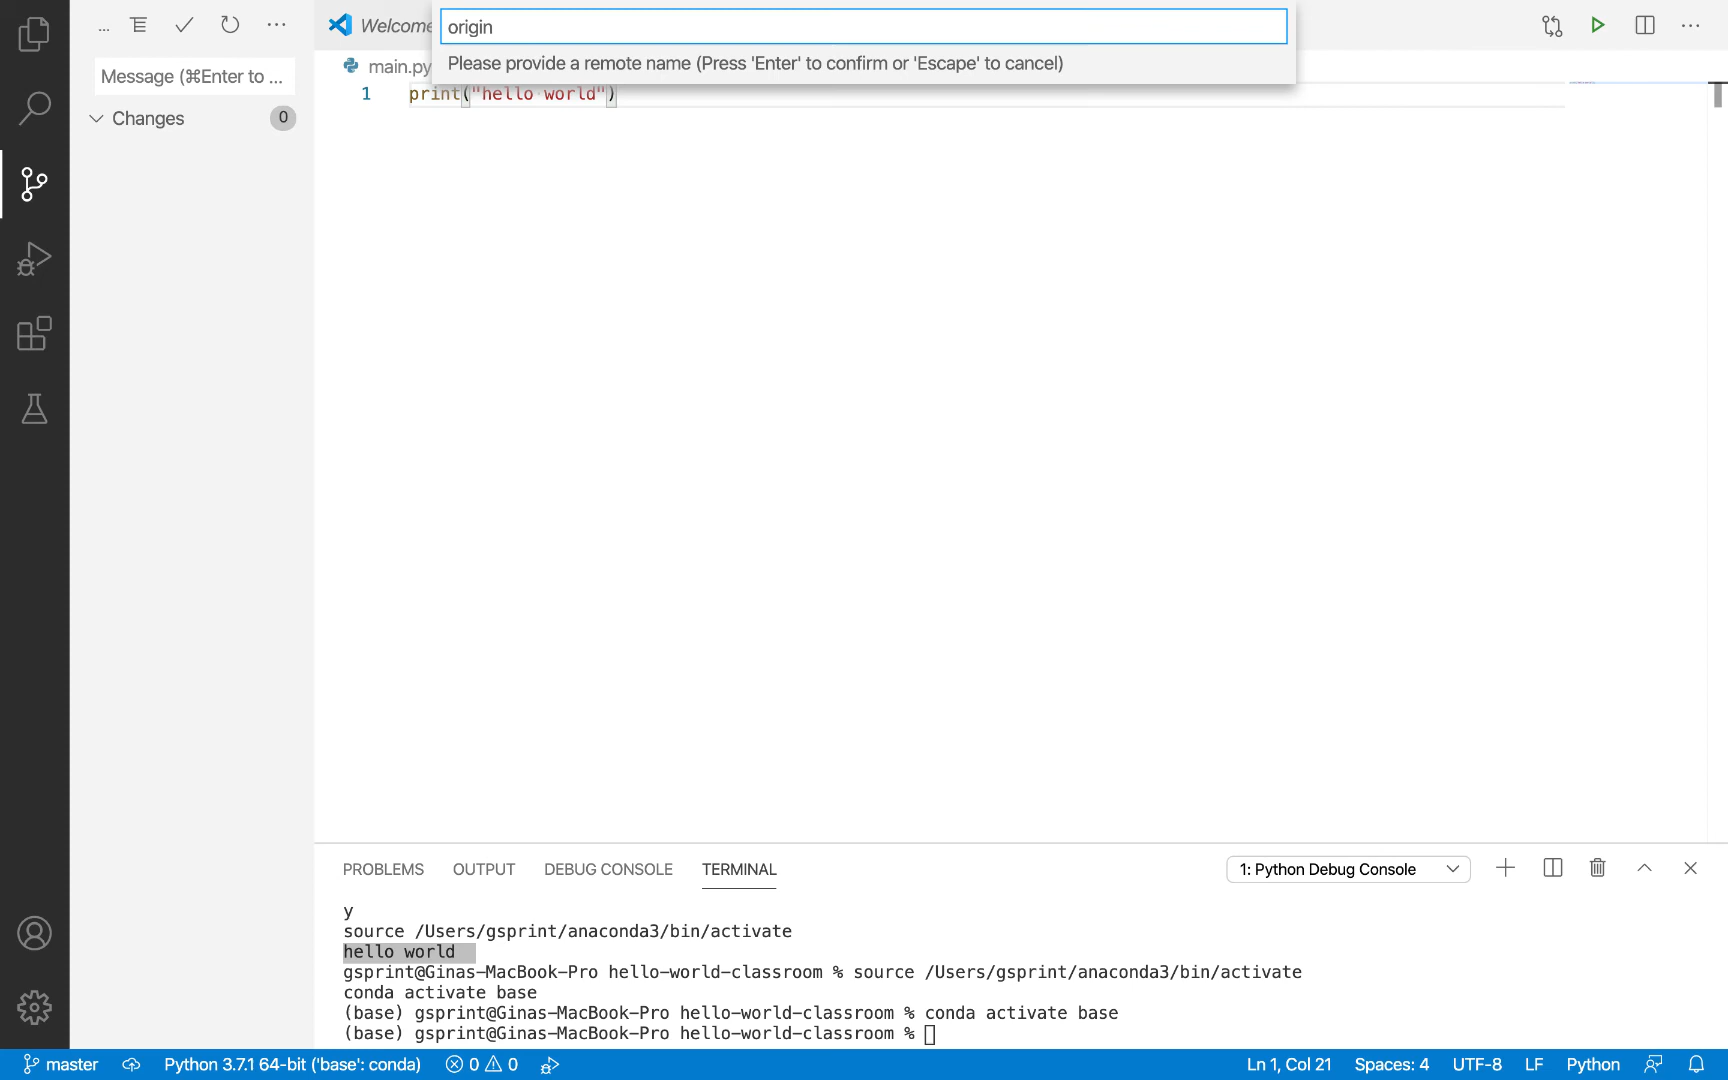 origin
Please provide a remote name (Press 'Enter' to confirm or 'Escape' to cancel)
... 
Message (⌘Enter to ...
Changes 0
Welcome
main.py
1 print("hello world")
PROBLEMS OUTPUT DEBUG CONSOLE TERMINAL 1: Python Debug Console
y
source /Users/gsprint/anaconda3/bin/activate
hello world
gsprint@Ginas-MacBook-Pro hello-world-classroom % source /Users/gsprint/anaconda3/bin/activate
conda activate base
(base) gsprint@Ginas-MacBook-Pro hello-world-classroom % conda activate base
(base) gsprint@Ginas-MacBook-Pro hello-world-classroom %
master Python 3.7.1 64-bit ('base': conda) 0 0 Ln 1, Col 21 Spaces: 4 UTF-8 LF Python